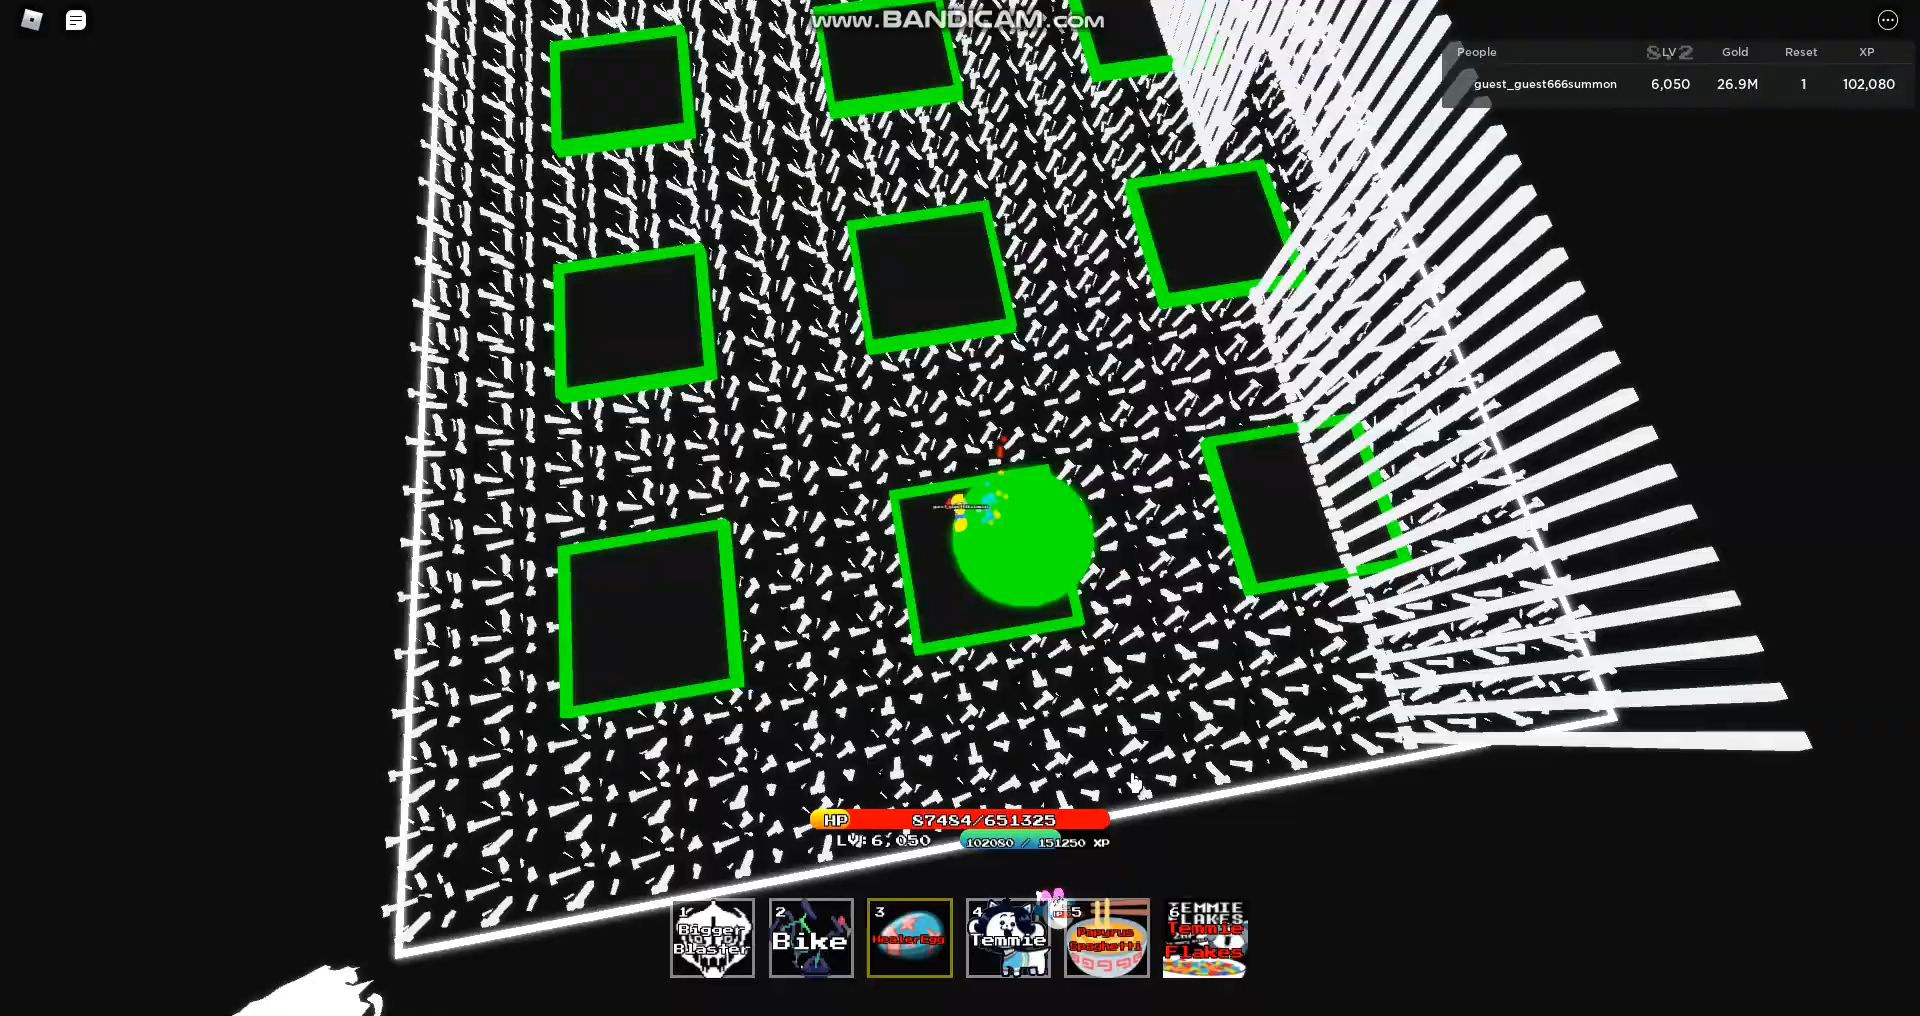 www.BANDICAM.com
People LV Gold Reset XP
guest_guest666summon 6,050 26.9M 1 102,080
HP 87484/651325
LV: 6,050 102080 / 151250 XP
1 2 3 4 5 6
Bigger Blaster
Bike
HealerEgg
Temmie
Papyrus Spaghetti
TEMMIE FLAKES
Temmie Flakes